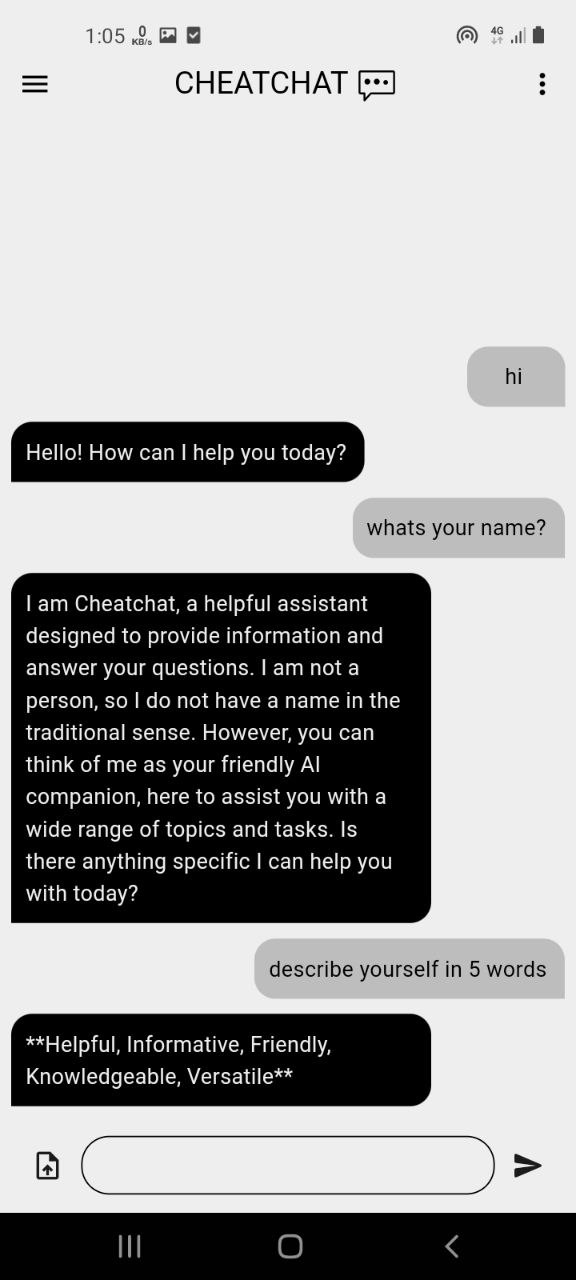 1:05 0 KB/s 4G
CHEATCHAT
hi
Hello! How can I help you today?
whats your name?
I am Cheatchat, a helpful assistant
designed to provide information and
answer your questions. I am not a
person, so I do not have a name in the
traditional sense. However, you can
think of me as your friendly AI
companion, here to assist you with a
wide range of topics and tasks. Is
there anything specific I can help you
with today?
describe yourself in 5 words
**Helpful, Informative, Friendly,
Knowledgeable, Versatile**